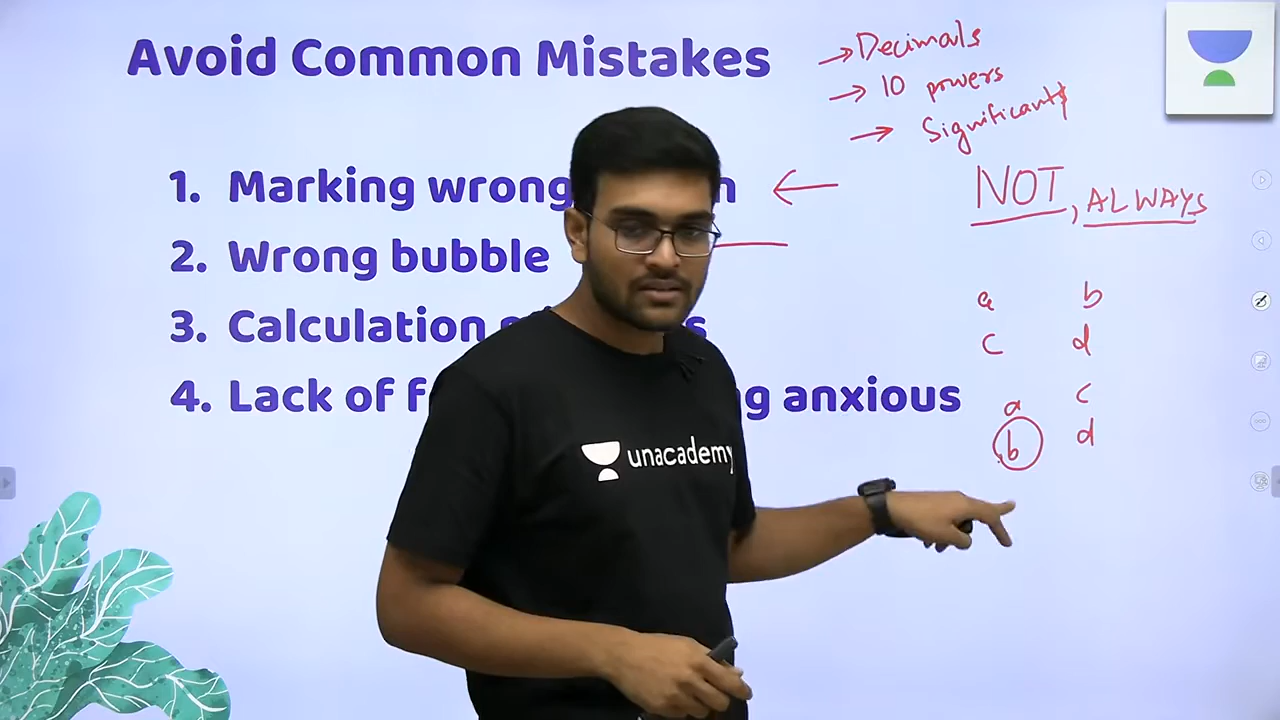 Avoid Common Mistakes
→ Decimals
→ 10 powers
→ Significants
1. Marking wrong
NOT, ALWAYS
2. Wrong bubble
3. Calculation
4. Lack of anxious
a b
c d
a c
b d
unacademy